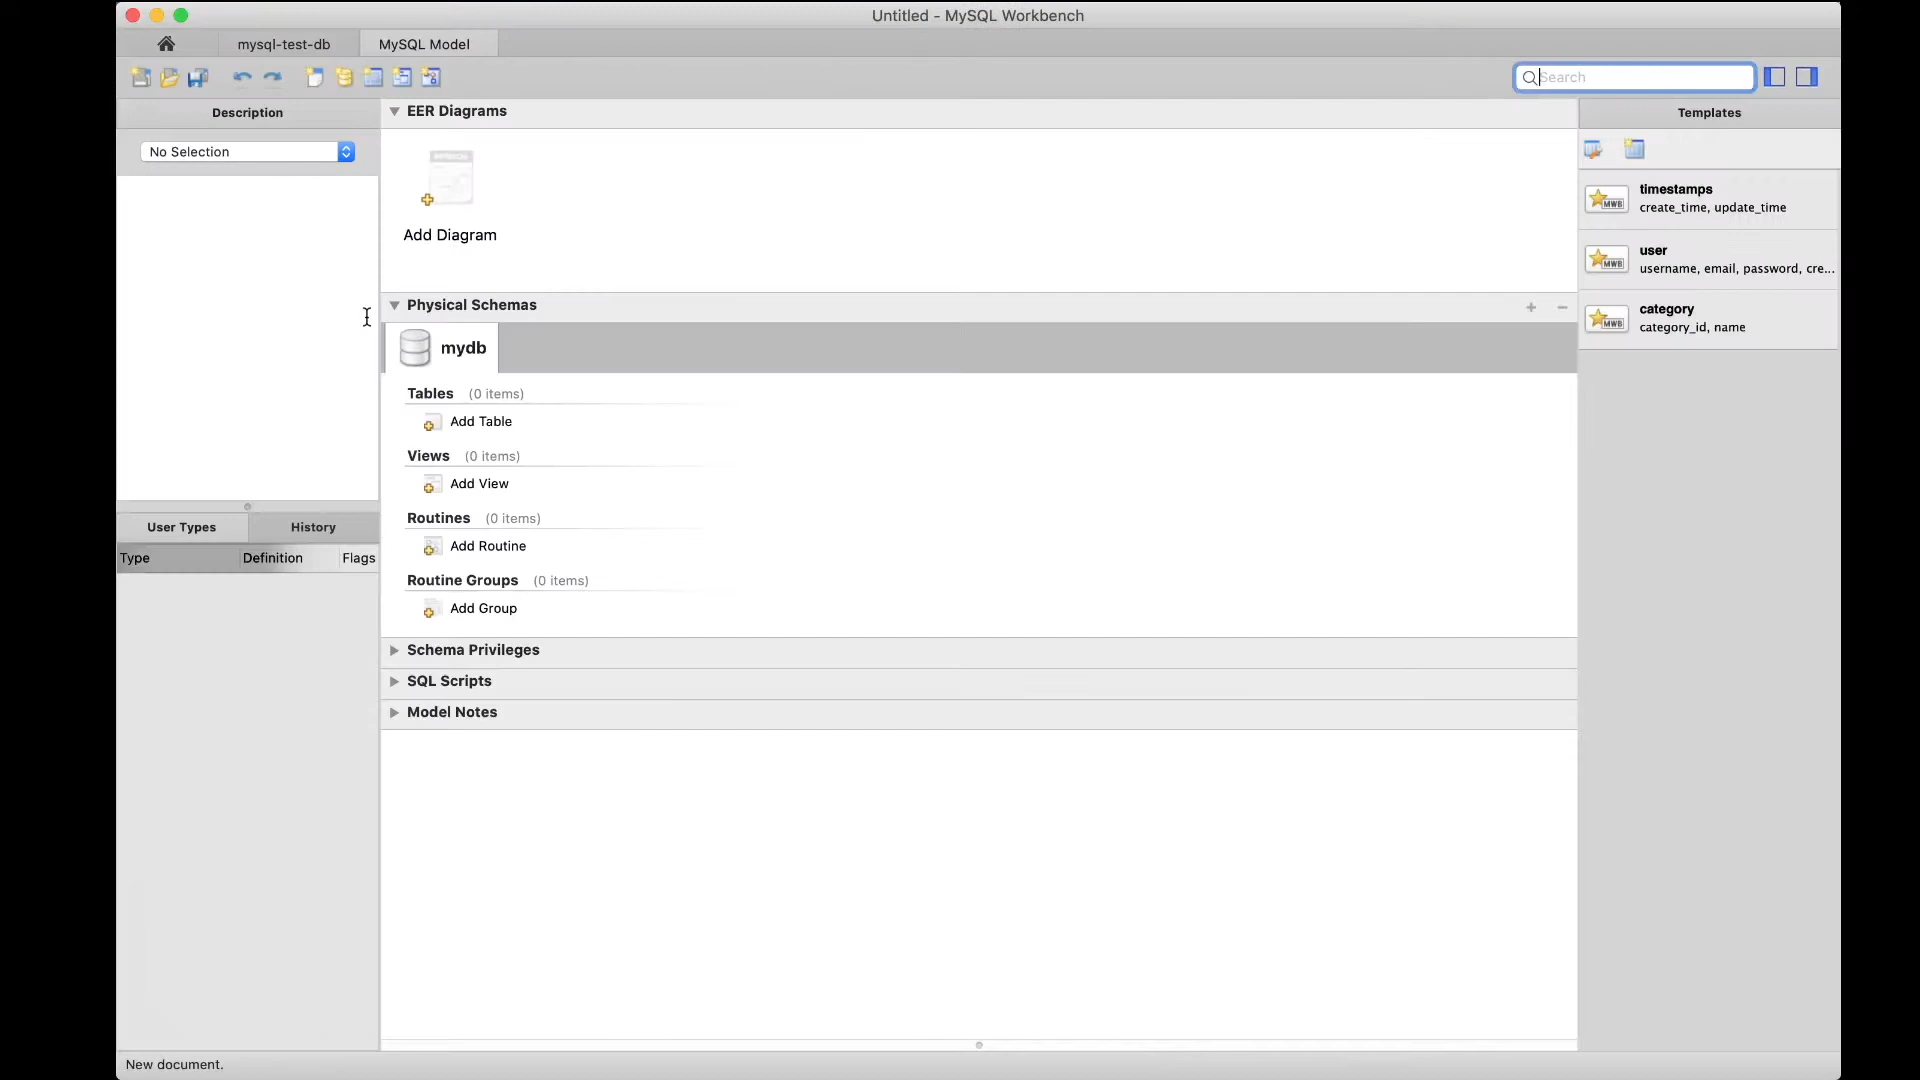 Untitled - MySQL Workbench
mysql-test-db
MySQL Model
Search
Description
No Selection
EER Diagrams
Add Diagram
Physical Schemas
mydb
Tables (0 items)
Add Table
Views (0 items)
Add View
Routines (0 items)
Add Routine
Routine Groups (0 items)
Add Group
Schema Privileges
SQL Scripts
Model Notes
User Types
History
Type
Definition
Flags
Templates
MWB
timestamps
create_time, update_time
MWB
user
username, email, password, cre...
MWB
category
category_id, name
New document.